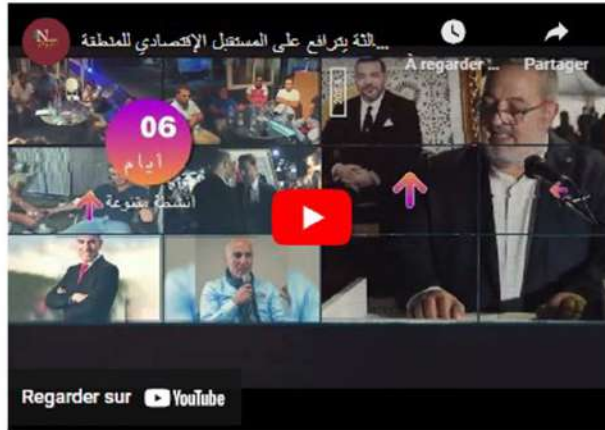 ...الثة يترافع على المستقبل الإقتصادي للمنطقة
À regarder ...
Partager
06
أيام
أنشطة متنوعة
Regarder sur YouTube